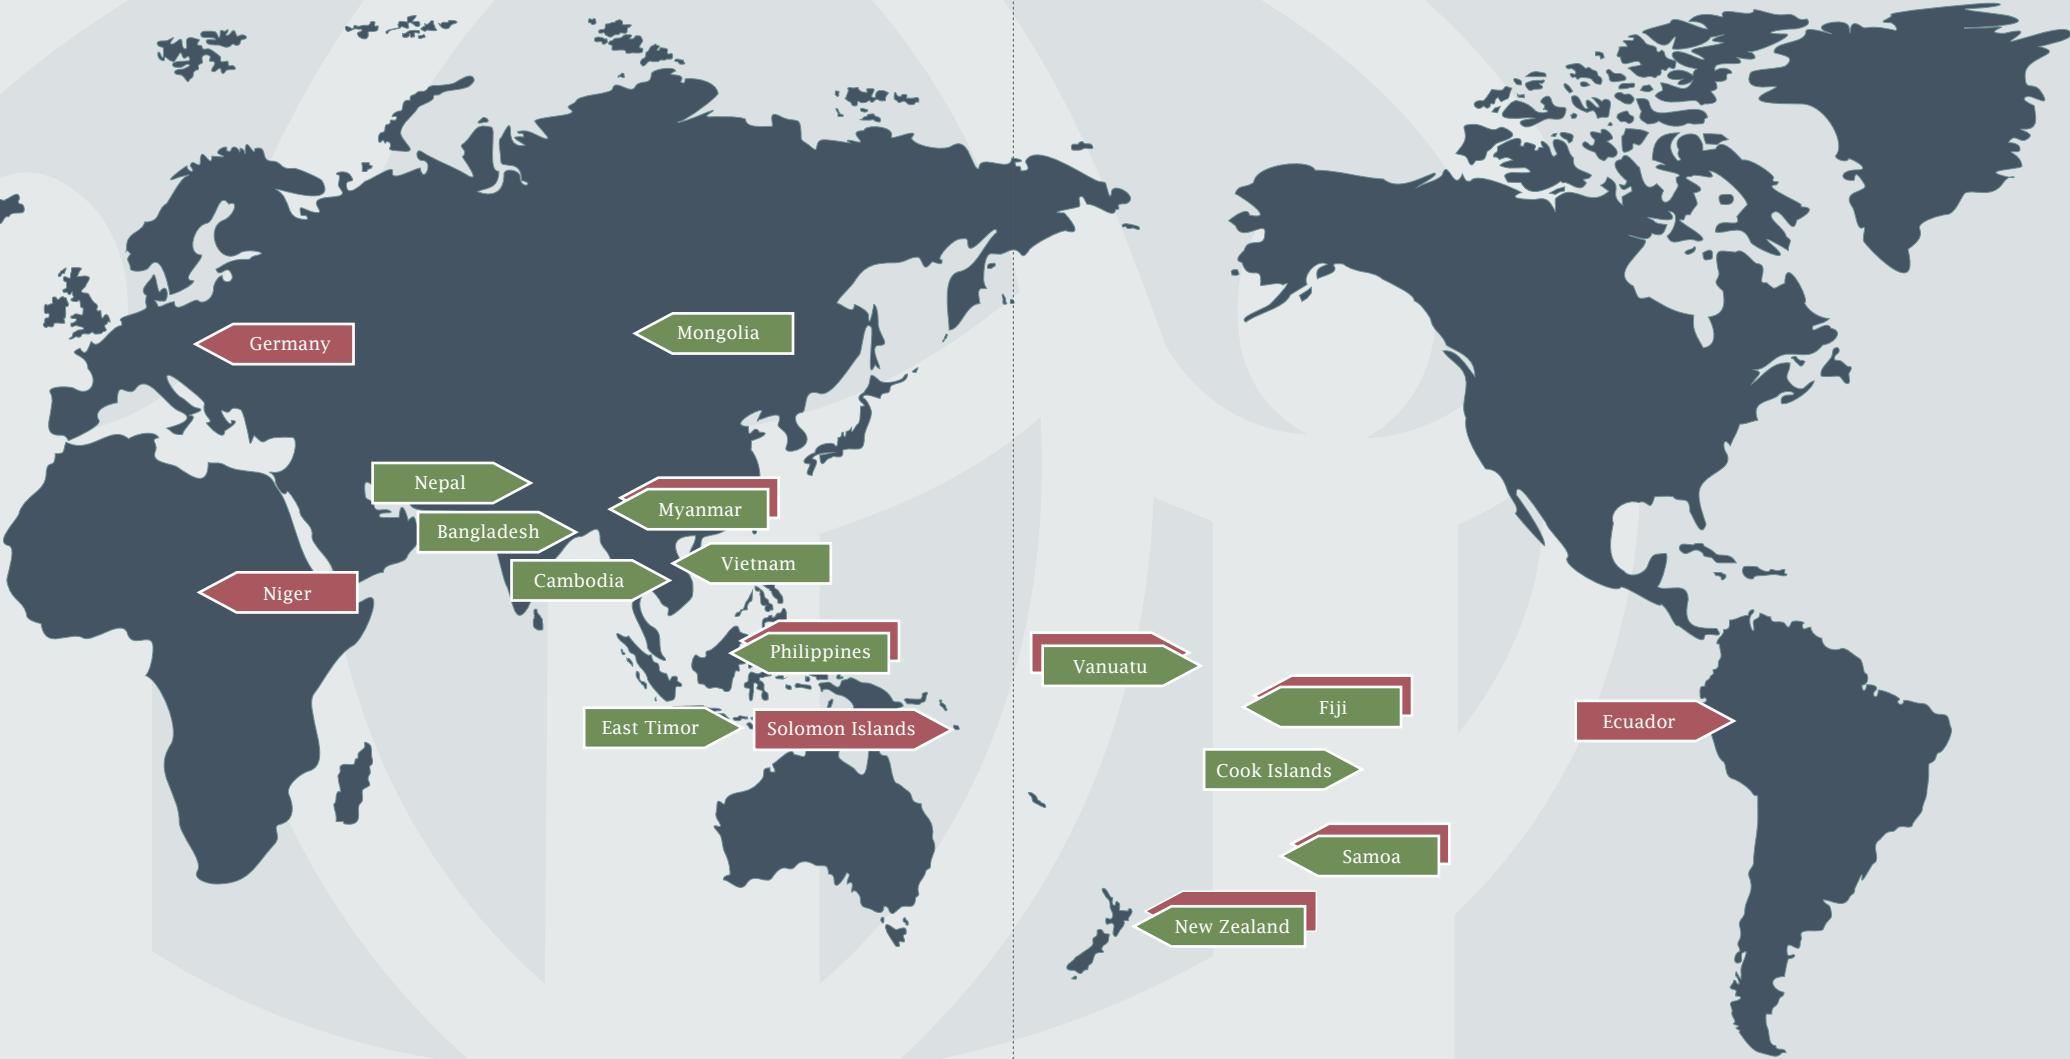 Mongolia
Germany
Nepal
Myanmar
Bangladesh
Vietnam
Cambodia
Niger
Philippines
Vanuatu
Fiji
Ecuador
East Timor
Solomon Islands
Cook Islands
Samoa
New Zealand